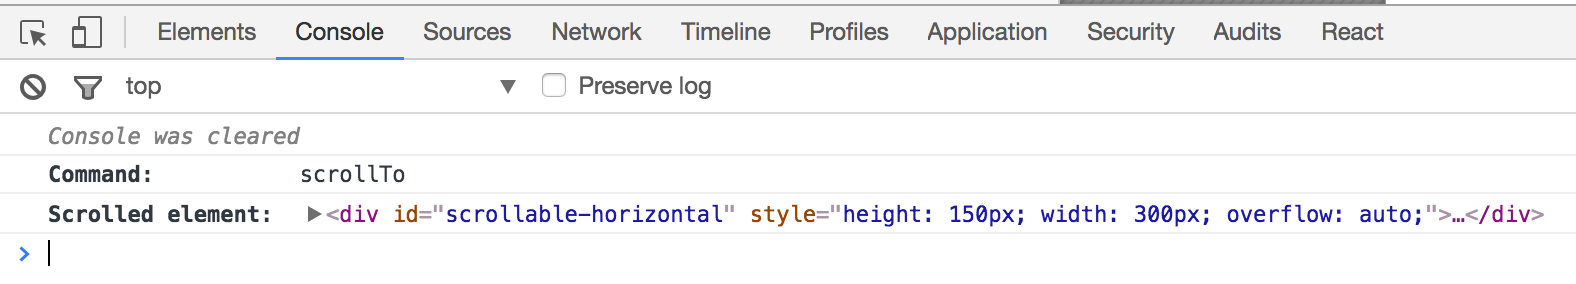 Elements Console Sources Network Timeline Profiles Application Security Audits React
top Preserve log
Console was cleared
Command: scrollTo
Scrolled element: <div id="scrollable-horizontal" style="height: 150px; width: 300px; overflow: auto;">…</div>